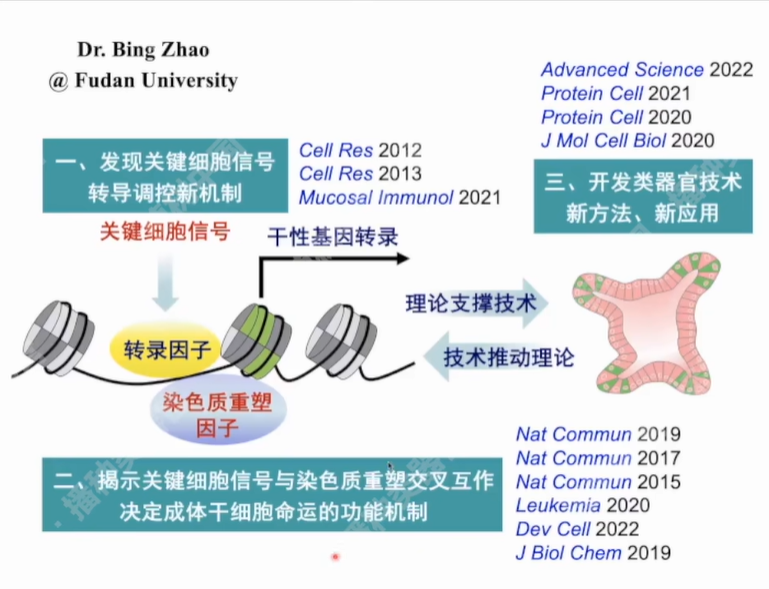 Dr. Bing Zhao
@ Fudan University
Advanced Science 2022
Protein Cell 2021
Protein Cell 2020
J Mol Cell Biol 2020
一、发现关键细胞信号
转导调控新机制
Cell Res 2012
Cell Res 2013
Mucosal Immunol 2021
三、开发类器官技术
新方法、新应用
关键细胞信号
干性基因转录
理论支撑技术
转录因子
技术推动理论
染色质重塑
因子
二、揭示关键细胞信号与染色质重塑交叉互作
决定成体干细胞命运的功能机制
Nat Commun 2019
Nat Commun 2017
Nat Commun 2015
Leukemia 2020
Dev Cell 2022
J Biol Chem 2019